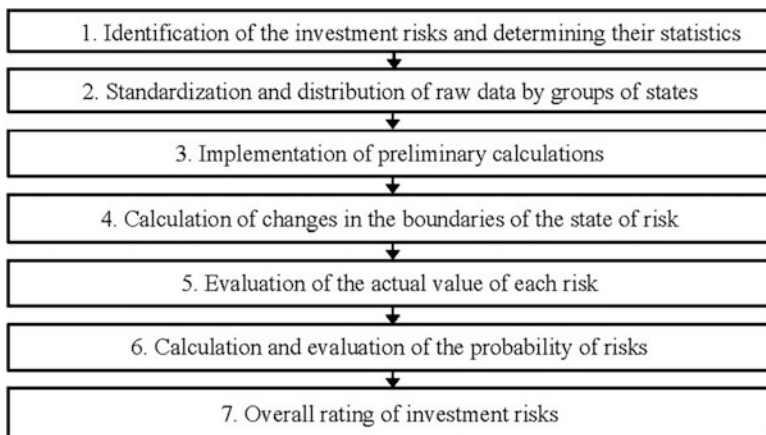 1. Identification of the investment risks and determining their statistics
2. Standardization and distribution of raw data by groups of states
3. Implementation of preliminary calculations
4. Calculation of changes in the boundaries of the state of risk
5. Evaluation of the actual value of each risk
6. Calculation and evaluation of the probability of risks
7. Overall rating of investment risks